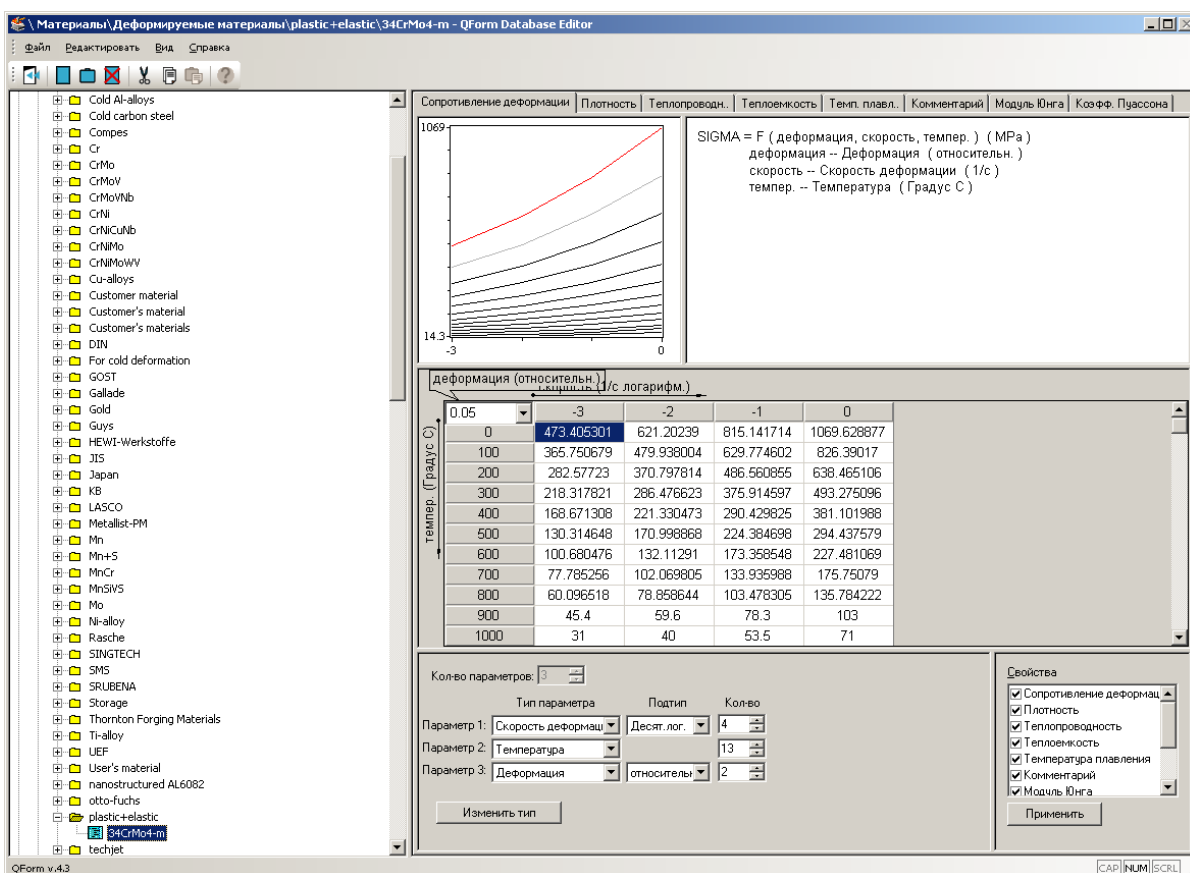 \ Материалы\Деформируемые материалы\plastic+elastic\34CrMo4-m - QForm Database Editor
Файл Редактировать Вид Справка
Cold Al-alloys
Cold carbon steel
Compes
Cr
CrMo
CrMoV
CrMoVNb
CrNi
CrNiCuNb
CrNiMo
CrNiMoWV
Cu-alloys
Customer material
Customer's material
Customer's materials
DIN
For cold deformation
GOST
Gallade
Gold
Guys
HEWI-Werkstoffe
JIS
Japan
KB
LASCO
Metallist-PM
Mn
Mn+S
MnCr
MnSiVS
Mo
Ni-alloy
Rasche
SINGTECH
SMS
SRUBENA
Storage
Thornton Forging Materials
Ti-alloy
UEF
User's material
nanostructured AL6082
otto-fuchs
plastic+elastic
34CrMo4-m
techjet
Сопротивление деформации Плотность Теплопроводн.. Теплоемкость Темп. плавл.. Комментарий Модуль Юнга Коэфф. Пуассона
1069
14.3
-3 0
SIGMA = F ( деформация, скорость, темпер. ) ( MPa )
деформация -- Деформация ( относительн. )
скорость -- Скорость деформации ( 1/с )
темпер. -- Температура ( Градус С )
деформация (относительн.)
скорость (1/с логарифм.)
темпер. (Градус С)
0.05 -3 -2 -1 0
0 473.405301 621.20239 815.141714 1069.628877
100 365.750679 479.938004 629.774602 826.39017
200 282.57723 370.797814 486.560855 638.465106
300 218.317821 286.476623 375.914597 493.275096
400 168.671308 221.330473 290.429825 381.101988
500 130.314648 170.998868 224.384698 294.437579
600 100.680476 132.11291 173.358548 227.481069
700 77.785256 102.069805 133.935988 175.75079
800 60.096518 78.858644 103.478305 135.784222
900 45.4 59.6 78.3 103
1000 31 40 53.5 71
Кол-во параметров: 3
Тип параметра Подтип Кол-во
Параметр 1: Скорость деформаци Десят.лог. 4
Параметр 2: Температура 13
Параметр 3: Деформация относительн 2
Изменить тип
Свойства
Сопротивление деформац
Плотность
Теплопроводность
Теплоемкость
Температура плавления
Комментарий
Модуль Юнга
Применить
QForm v.4.3
CAP NUM SCRL